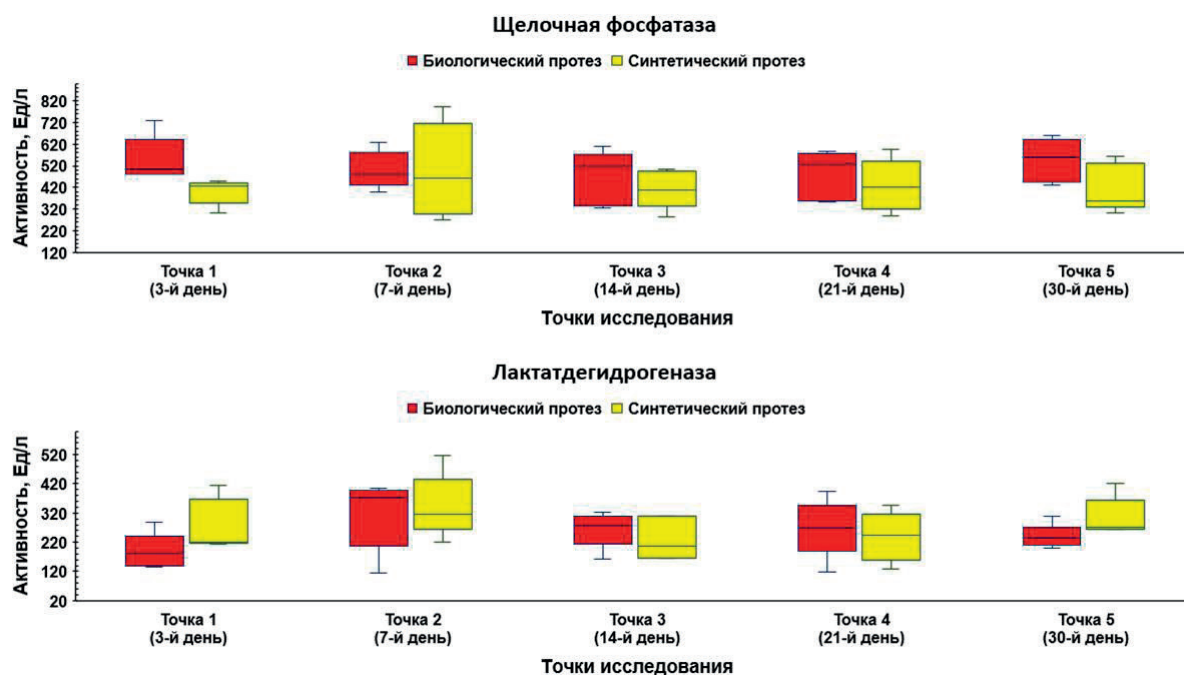 Щелочная фосфатаза
Биологический протез Синтетический протез
Активность, Ед/л
820
720
620
520
420
320
220
120
Точка 1 Точка 2 Точка 3 Точка 4 Точка 5
(3-й день) (7-й день) (14-й день) (21-й день) (30-й день)
Точки исследования
Лактатдегидрогеназа
Биологический протез Синтетический протез
Активность, Ед/л
520
420
320
220
120
20
Точка 1 Точка 2 Точка 3 Точка 4 Точка 5
(3-й день) (7-й день) (14-й день) (21-й день) (30-й день)
Точки исследования